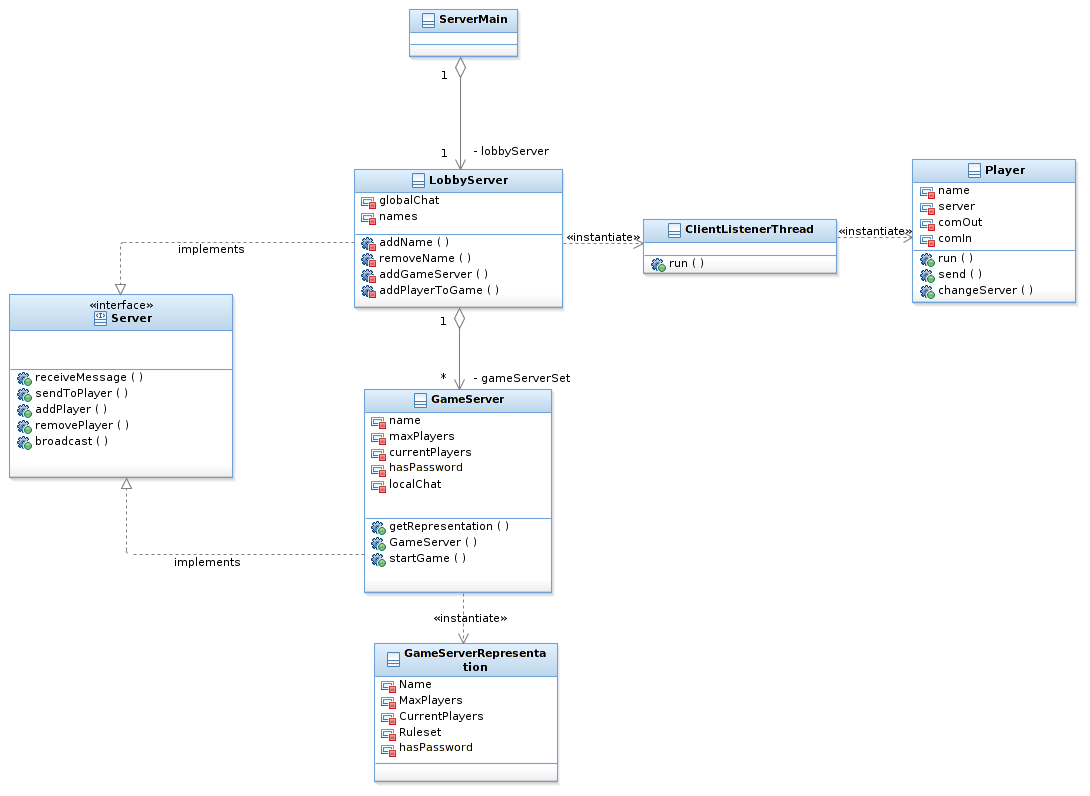 ServerMain
1
1
- lobbyServer
LobbyServer
globalChat
names
addName ( )
removeName ( )
addGameServer ( )
addPlayerToGame ( )
«instantiate»
ClientListenerThread
run ( )
«instantiate»
Player
name
server
comOut
comIn
run ( )
send ( )
changeServer ( )
implements
«interface»
Server
receiveMessage ( )
sendToPlayer ( )
addPlayer ( )
removePlayer ( )
broadcast ( )
1
*
- gameServerSet
GameServer
name
maxPlayers
currentPlayers
hasPassword
localChat
getRepresentation ( )
GameServer ( )
startGame ( )
implements
«instantiate»
GameServerRepresenta
tion
Name
MaxPlayers
CurrentPlayers
Ruleset
hasPassword